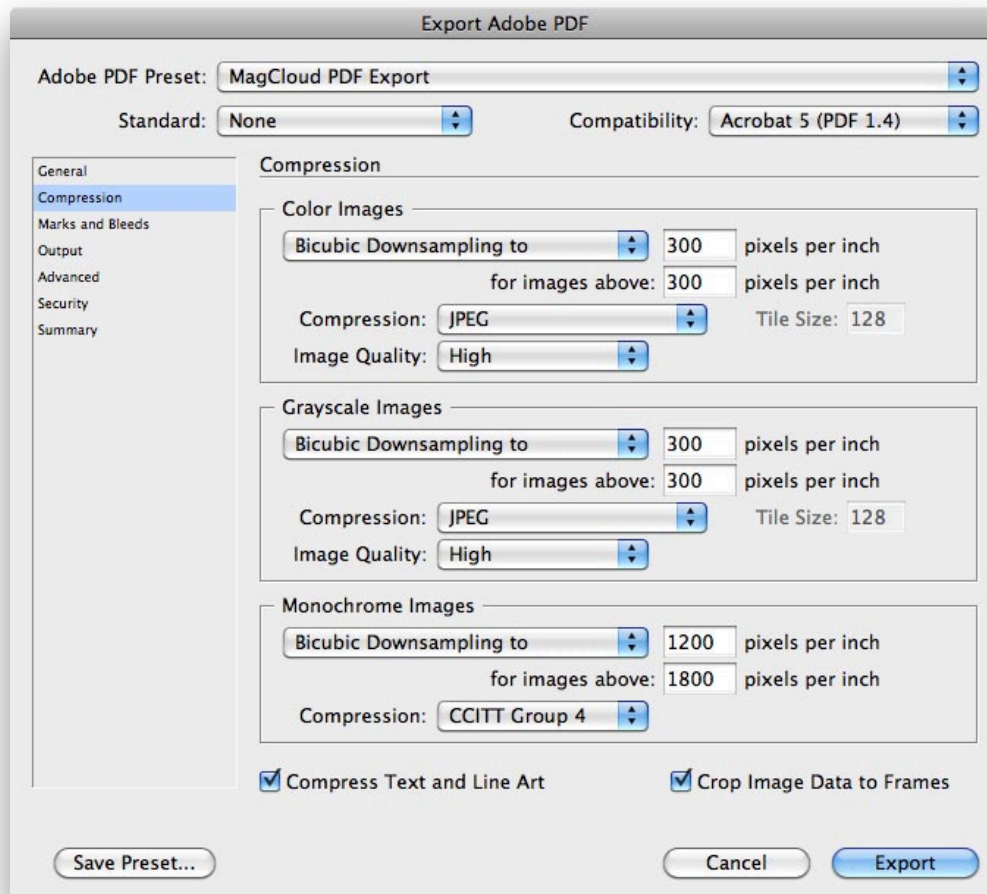 Export Adobe PDF
Adobe PDF Preset: MagCloud PDF Export
Standard: None Compatibility: Acrobat 5 (PDF 1.4)
General
Compression
Marks and Bleeds
Output
Advanced
Security
Summary
Compression
Color Images
Bicubic Downsampling to 300 pixels per inch
for images above: 300 pixels per inch
Compression: JPEG Tile Size: 128
Image Quality: High
Grayscale Images
Bicubic Downsampling to 300 pixels per inch
for images above: 300 pixels per inch
Compression: JPEG Tile Size: 128
Image Quality: High
Monochrome Images
Bicubic Downsampling to 1200 pixels per inch
for images above: 1800 pixels per inch
Compression: CCITT Group 4
Compress Text and Line Art Crop Image Data to Frames
Save Preset... Cancel Export